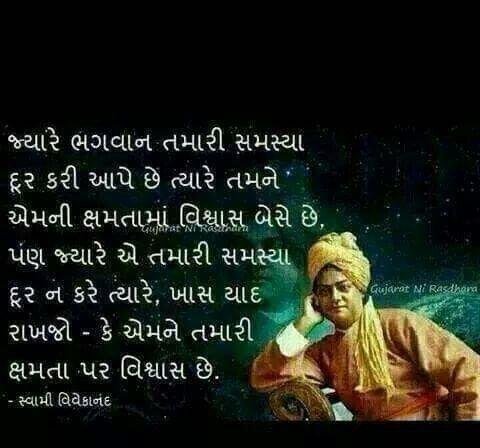 જ્યારે ભગવાન તમારી સમસ્યા
દૂર કરી આપે છે ત્યારે તમને
એમની ક્ષમતામાં વિશ્વાસ બેસે છે,
Gujarat Ni Rasdhara
પણ જ્યારે એ તમારી સમસ્યા
Gujarat Ni Rasdhara
દૂર ન કરે ત્યારે, ખાસ યાદ
રાખજો - કે એમને તમારી
ક્ષમતા પર વિશ્વાસ છે.
- સ્વામી વિવેકાનંદ